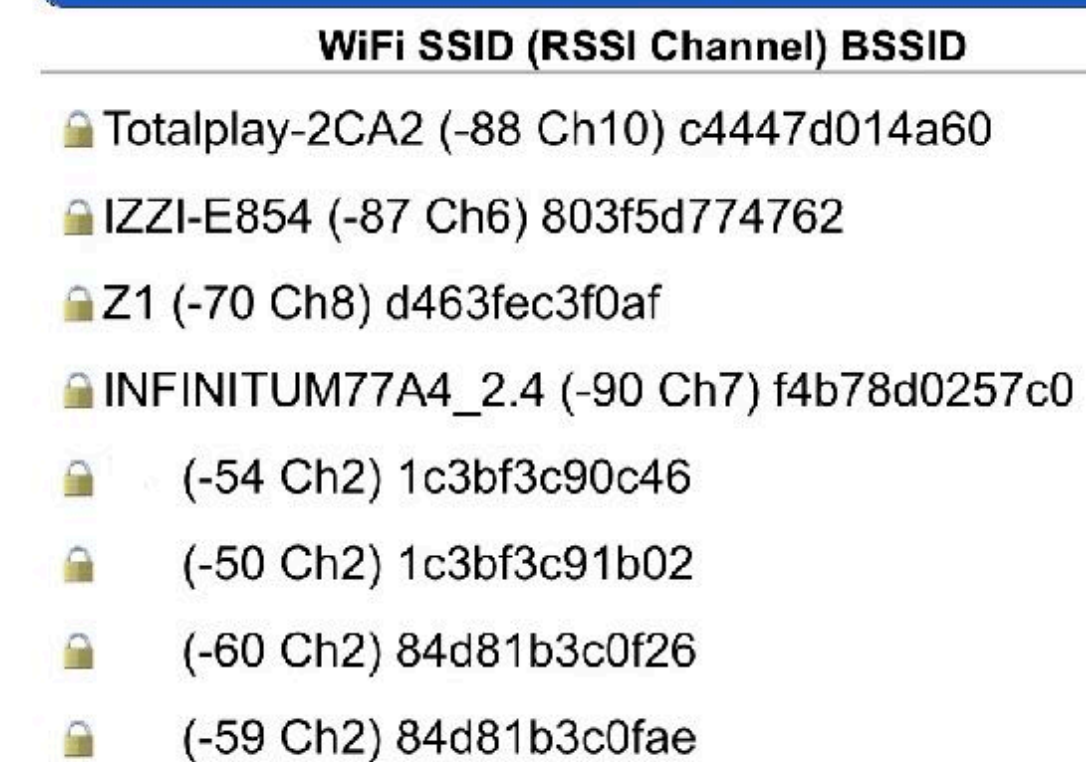 WiFi SSID (RSSI Channel) BSSID
Totalplay-2CA2 (-88 Ch10) c4447d014a60
IZZI-E854 (-87 Ch6) 803f5d774762
Z1 (-70 Ch8) d463fec3f0af
INFINITUM77A4_2.4 (-90 Ch7) f4b78d0257c0
(-54 Ch2) 1c3bf3c90c46
(-50 Ch2) 1c3bf3c91b02
(-60 Ch2) 84d81b3c0f26
(-59 Ch2) 84d81b3c0fae